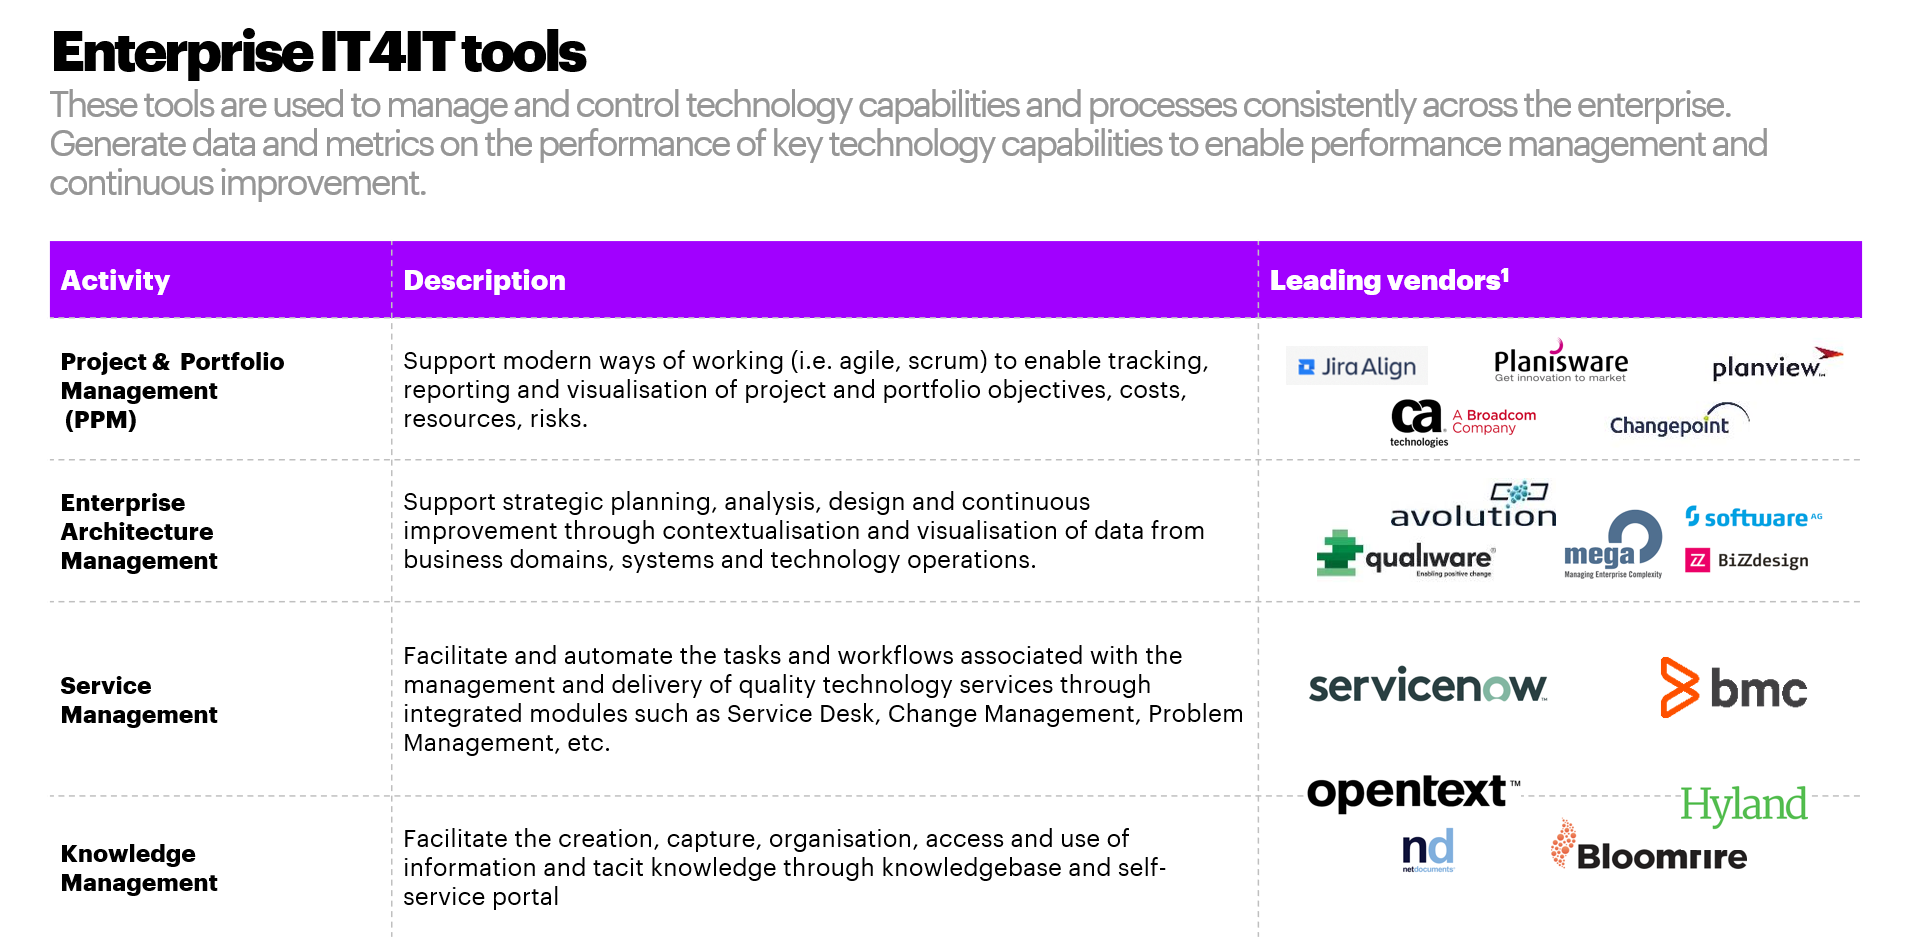 Enterprise IT4IT tools
These tools are used to manage and control technology capabilities and processes consistently across the enterprise.
Generate data and metrics on the performance of key technology capabilities to enable performance management and
continuous improvement.
Activity
Description
Leading vendors¹
Project & Portfolio
Management
(PPM)
Support modern ways of working (i.e. agile, scrum) to enable tracking,
reporting and visualisation of project and portfolio objectives, costs,
resources, risks.
Jira Align
Planisware
Get innovation to market
planview™
ca
technologies
A Broadcom
Company
Changepoint
Enterprise
Architecture
Management
Support strategic planning, analysis, design and continuous
improvement through contextualisation and visualisation of data from
business domains, systems and technology operations.
avolution
qualiware®
Enabling positive change
mega
Managing Enterprise Complexity
software AG
BiZZdesign
Service
Management
Facilitate and automate the tasks and workflows associated with the
management and delivery of quality technology services through
integrated modules such as Service Desk, Change Management, Problem
Management, etc.
servicenow™
bmc
Knowledge
Management
Facilitate the creation, capture, organisation, access and use of
information and tacit knowledge through knowledgebase and self-
service portal
opentext™
Hyland
nd
netdocuments
Bloomfire